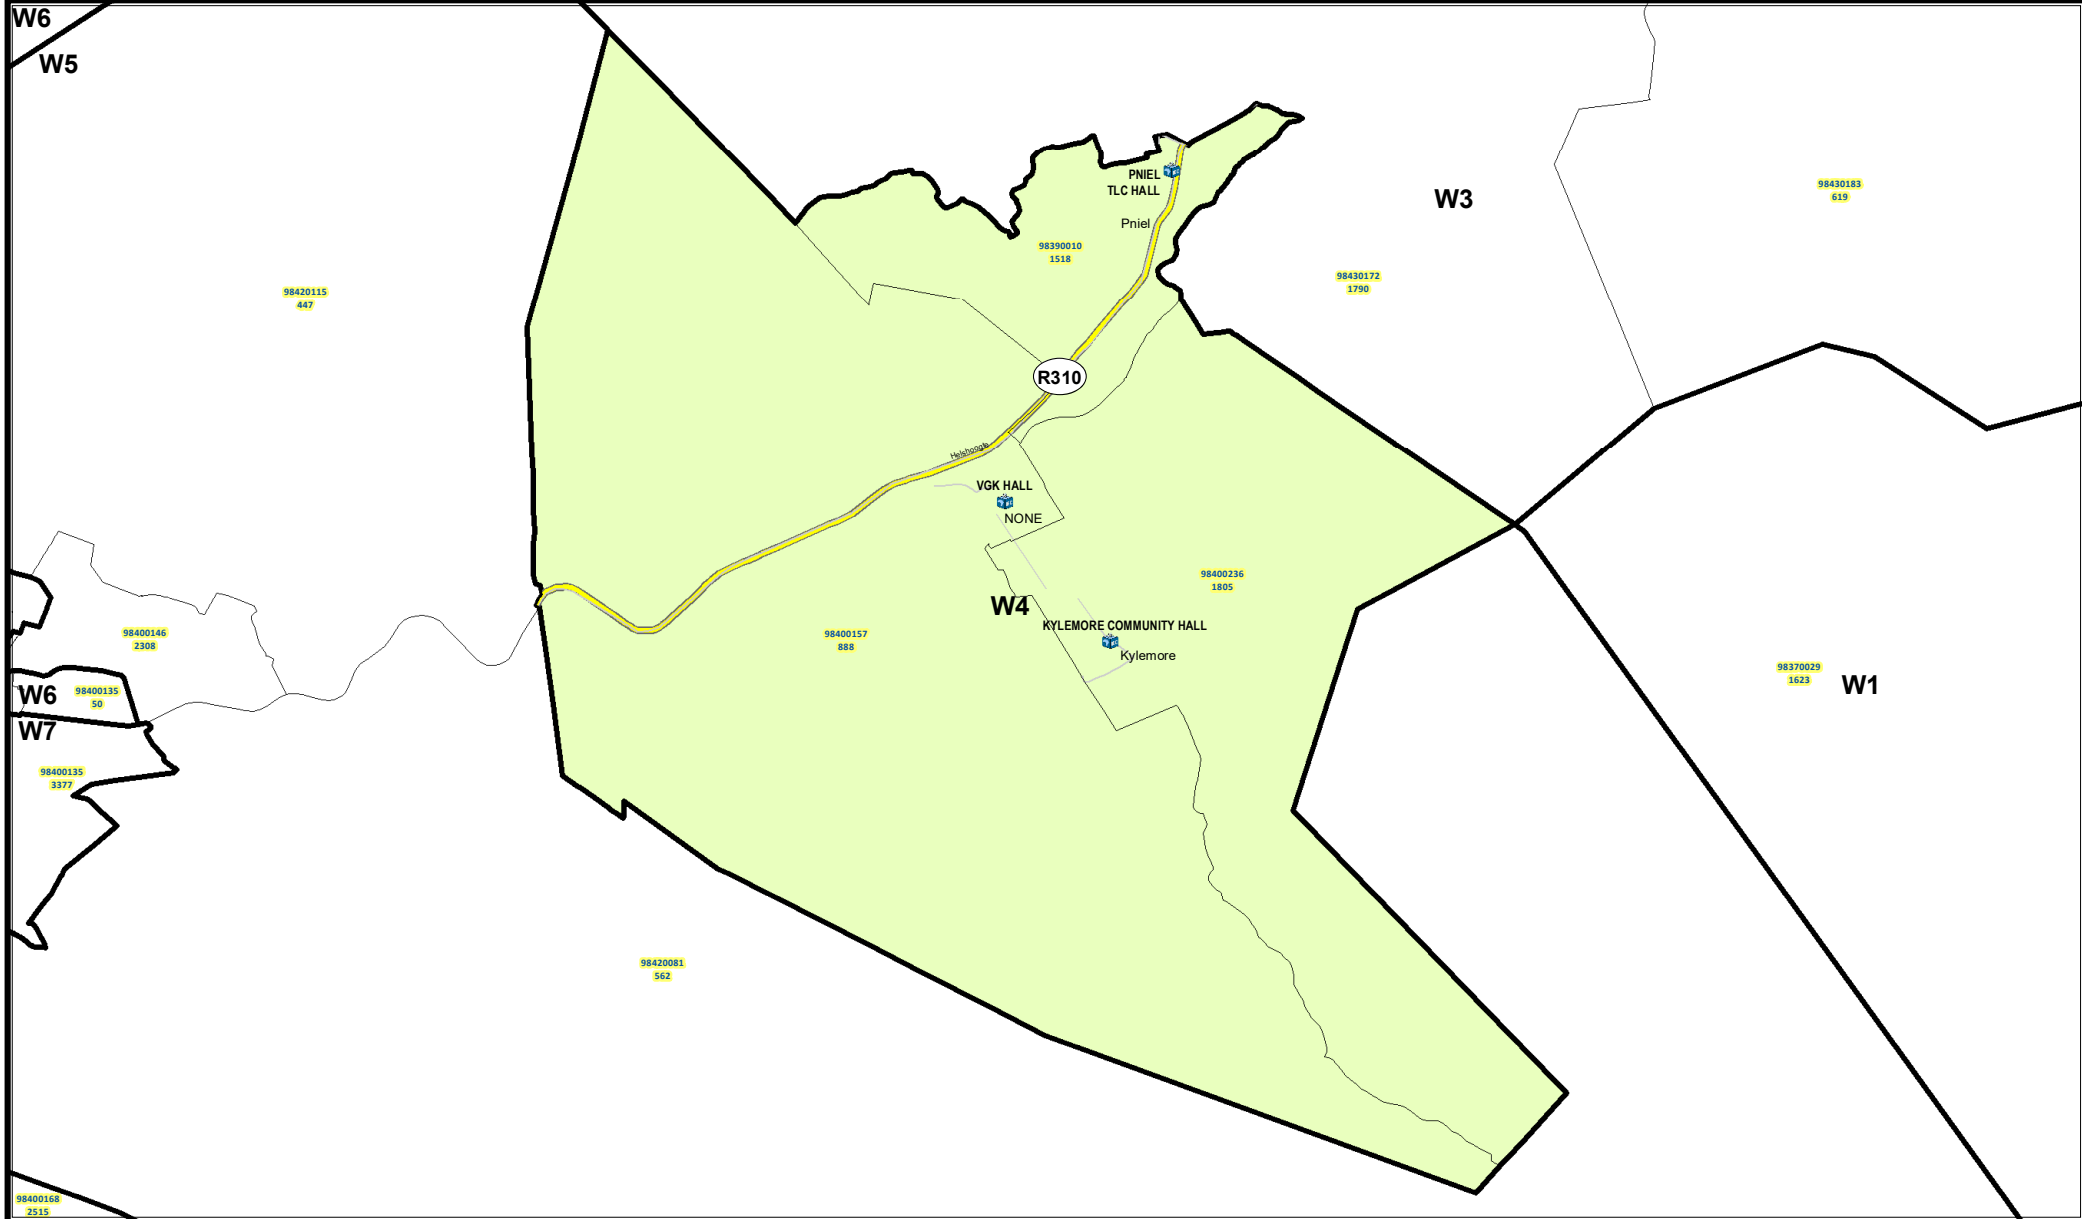 W6
W5
PNIEL
TLC HALL
W3
98430183
619
Pniel
98390010
1518
98430172
1790
98420115
447
R310
Helshoogte
VGK HALL
NONE
98400236
1805
W4
KYLEMORE COMMUNITY HALL
Kylemore
98400146
2308
98400157
888
98370029
1623
W1
W6
98400135
50
W7
98400135
3377
98420081
562
98400168
2515